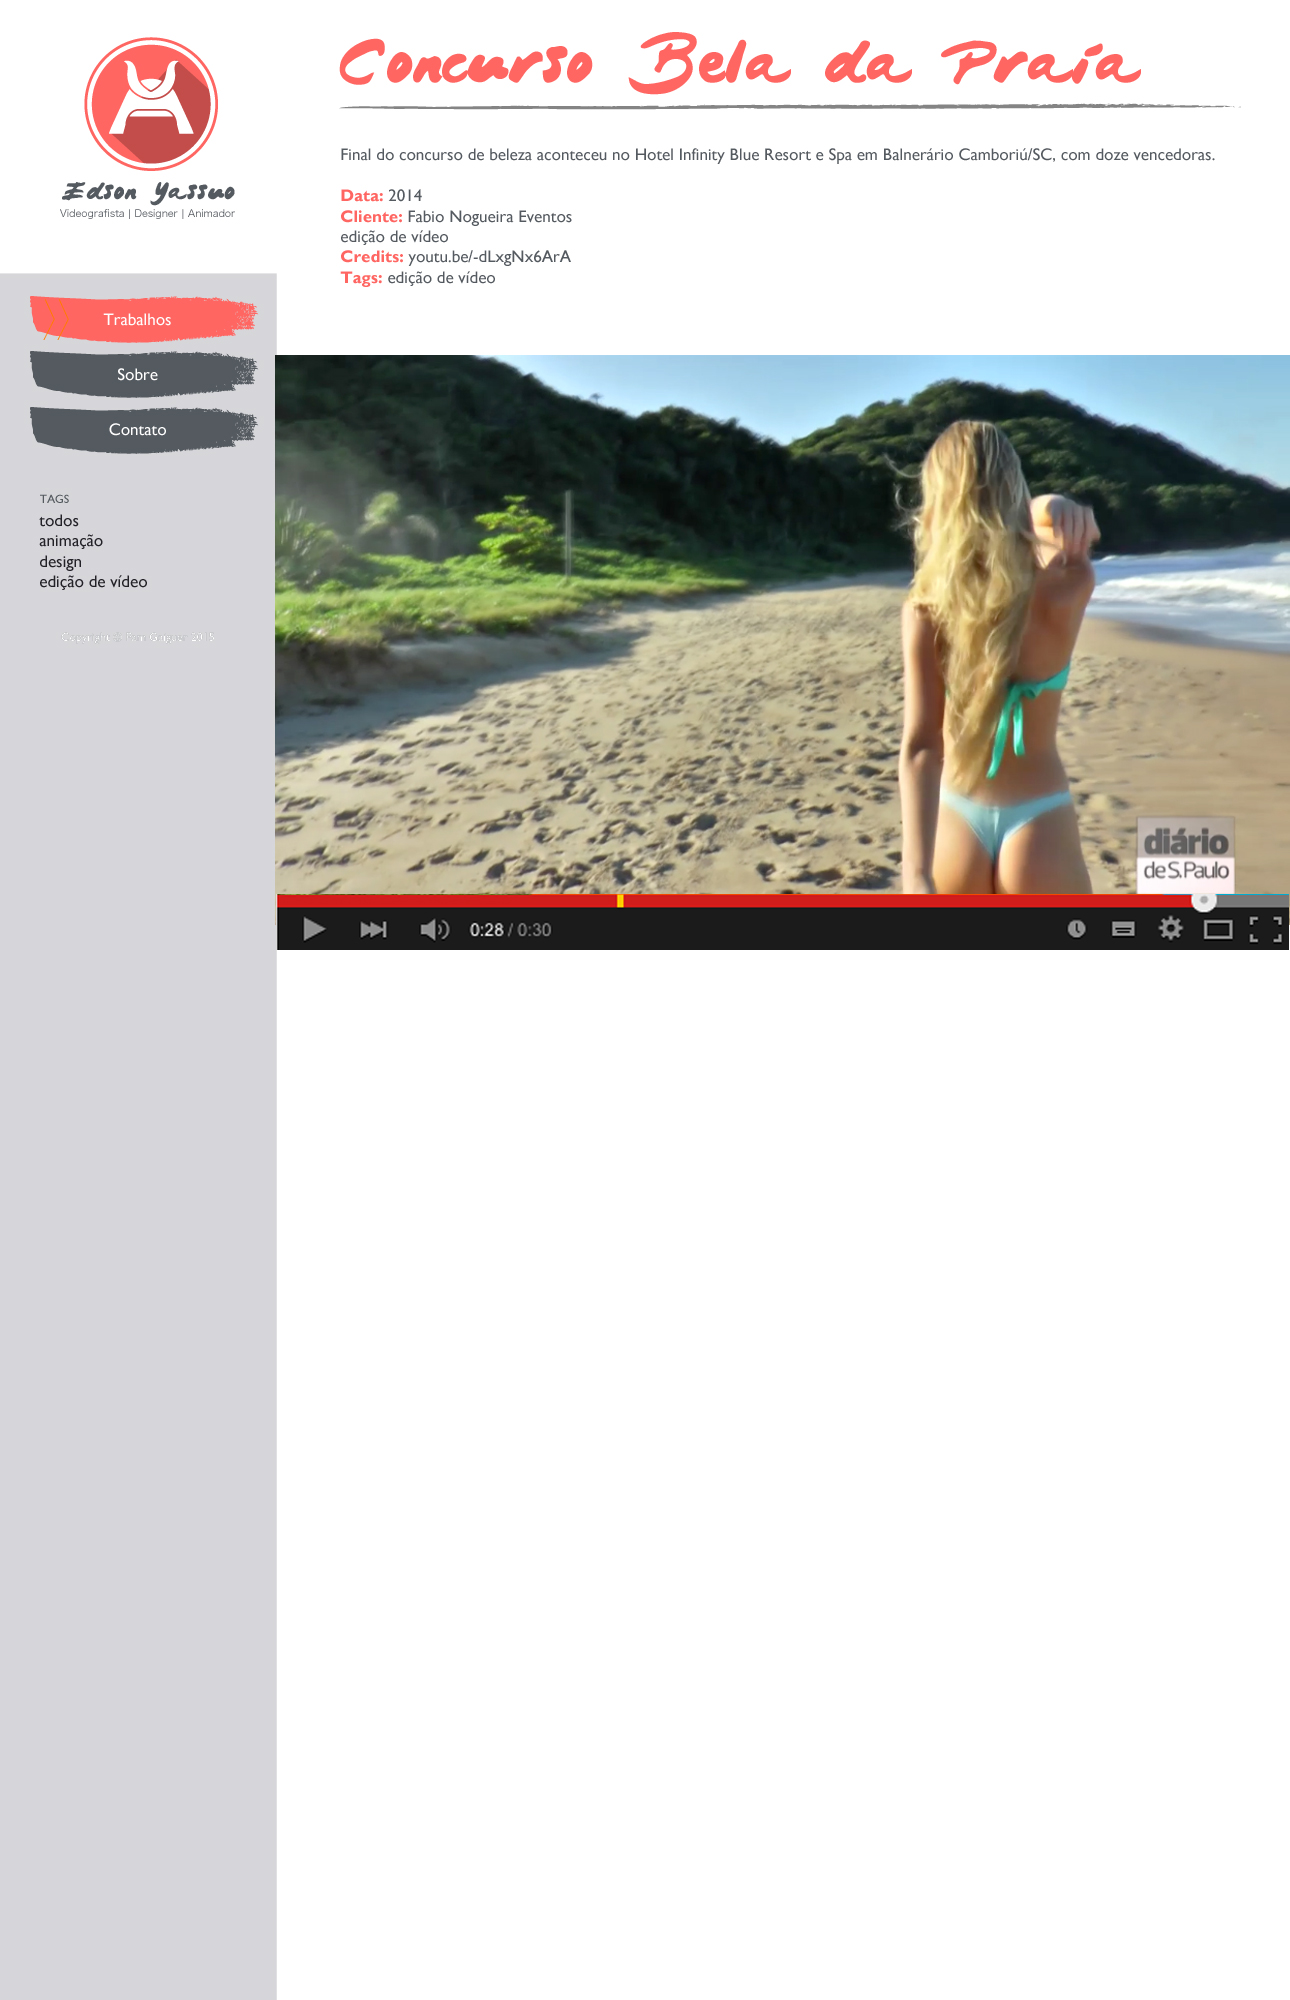 Edson Yassuo
Videografista | Designer | Animador
Trabalhos
Sobre
Contato
TAGS
todos
animação
design
edição de vídeo
Concurso Bela da Praia
Final do concurso de beleza aconteceu no Hotel Infinity Blue Resort e Spa em Balnerário Camboriú/SC, com doze vencedoras.
Data: 2014
Cliente: Fabio Nogueira Eventos
edição de vídeo
Credits: youtu.be/-dLxgNx6ArA
Tags: edição de vídeo
diário
de S.Paulo
0:28 / 0:30